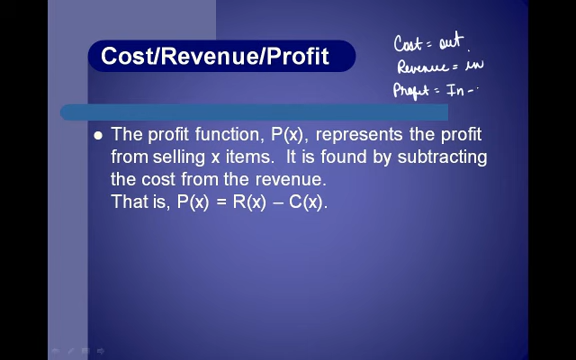 Cost/Revenue/Profit
Cost = out.
Revenue = in
Profit = In -
The profit function, P(x), represents the profit
from selling x items. It is found by subtracting
the cost from the revenue.
That is, P(x) = R(x) – C(x).